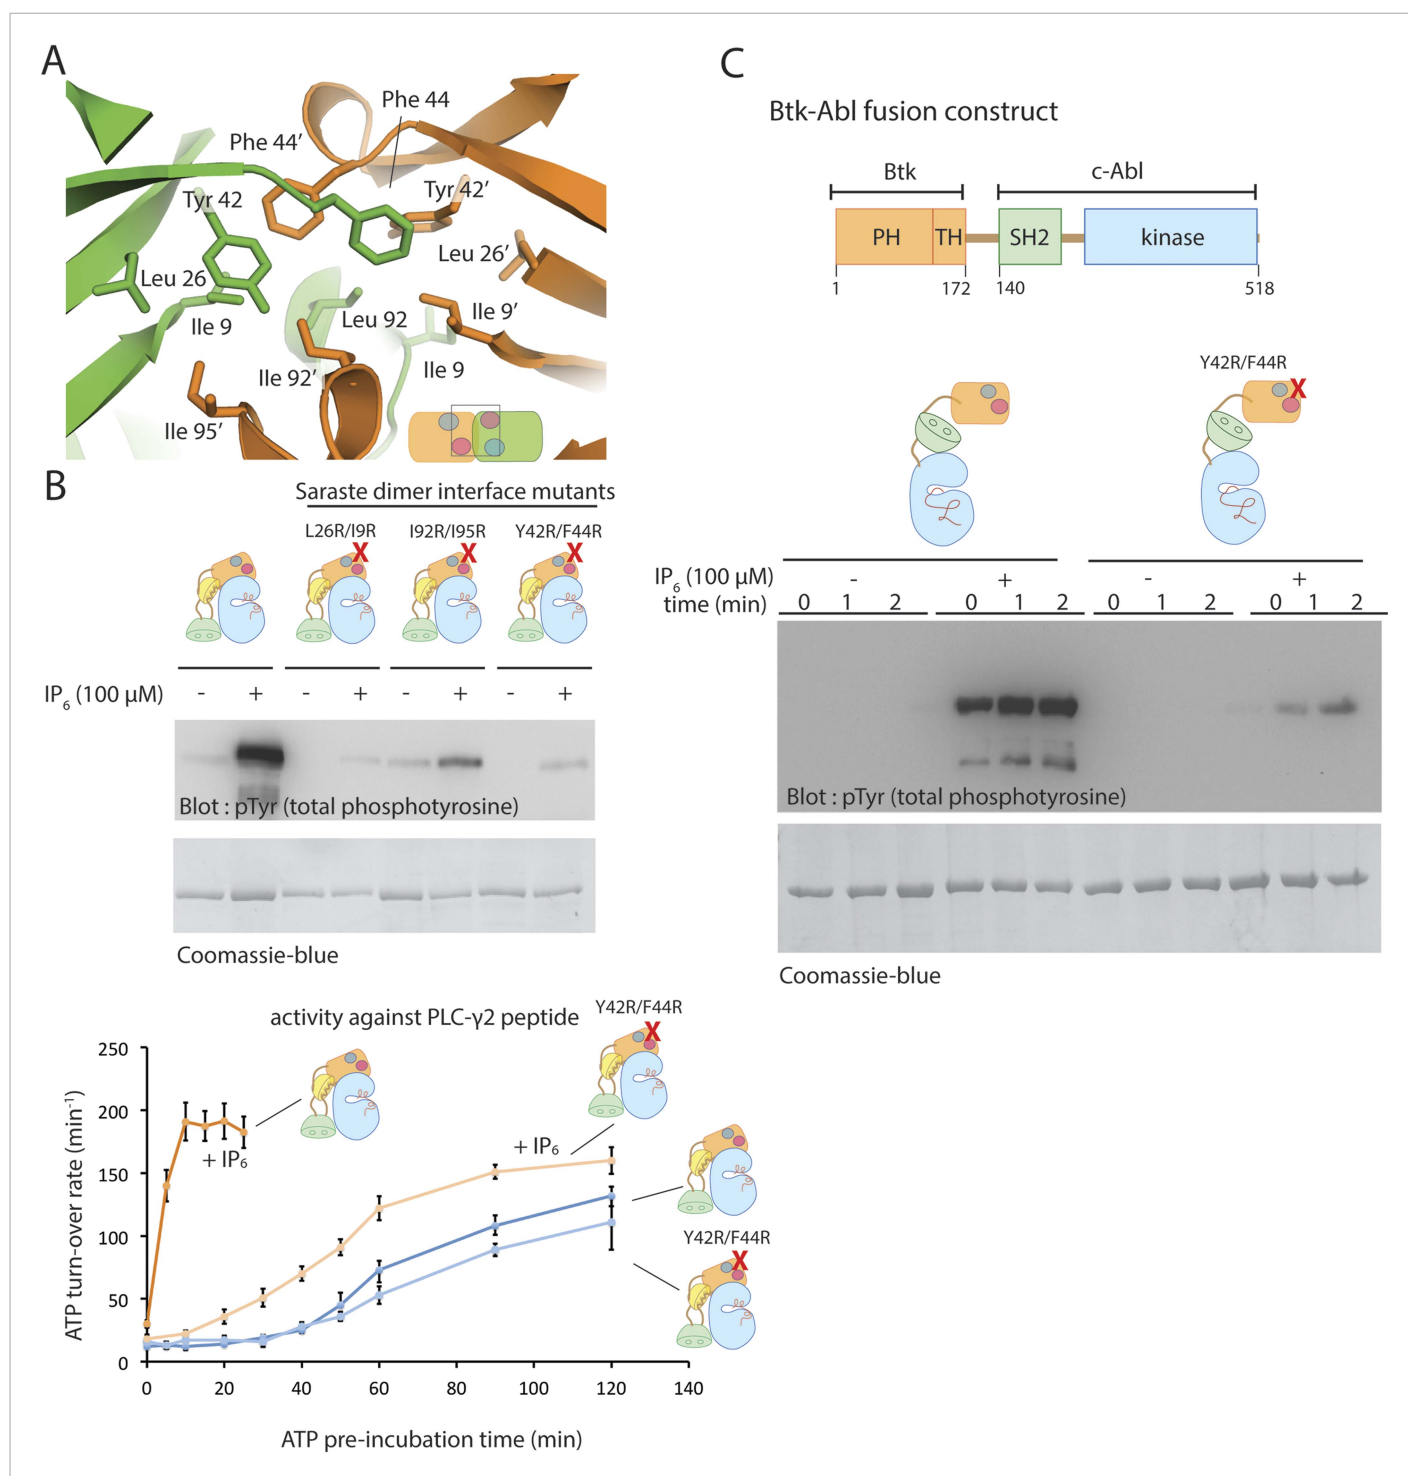 A
Phe 44
Phe 44′
Tyr 42
Tyr 42′
Leu 26′
Leu 26
Ile 9
Leu 92
Ile 9′
Ile 92′
Ile 9
Ile 95′
B
Saraste dimer interface mutants
L26R/I9R
I92R/I95R
Y42R/F44R
X
X
X
IP6 (100 µM)
- + - + - + - +
Blot : pTyr (total phosphotyrosine)
Coomassie-blue
activity against PLC-γ2 peptide
Y42R/F44R
X
+ IP6
+ IP6
Y42R/F44R
X
ATP turn-over rate (min-1)
250
200
150
100
50
0
0 20 40 60 80 100 120 140
ATP pre-incubation time (min)
C
Btk-Abl fusion construct
Btk
c-Abl
PH TH SH2 kinase
1 172 140 518
Y42R/F44R
X
IP6 (100 µM) - + - +
time (min) 0 1 2 0 1 2 0 1 2 0 1 2
Blot : pTyr (total phosphotyrosine)
Coomassie-blue